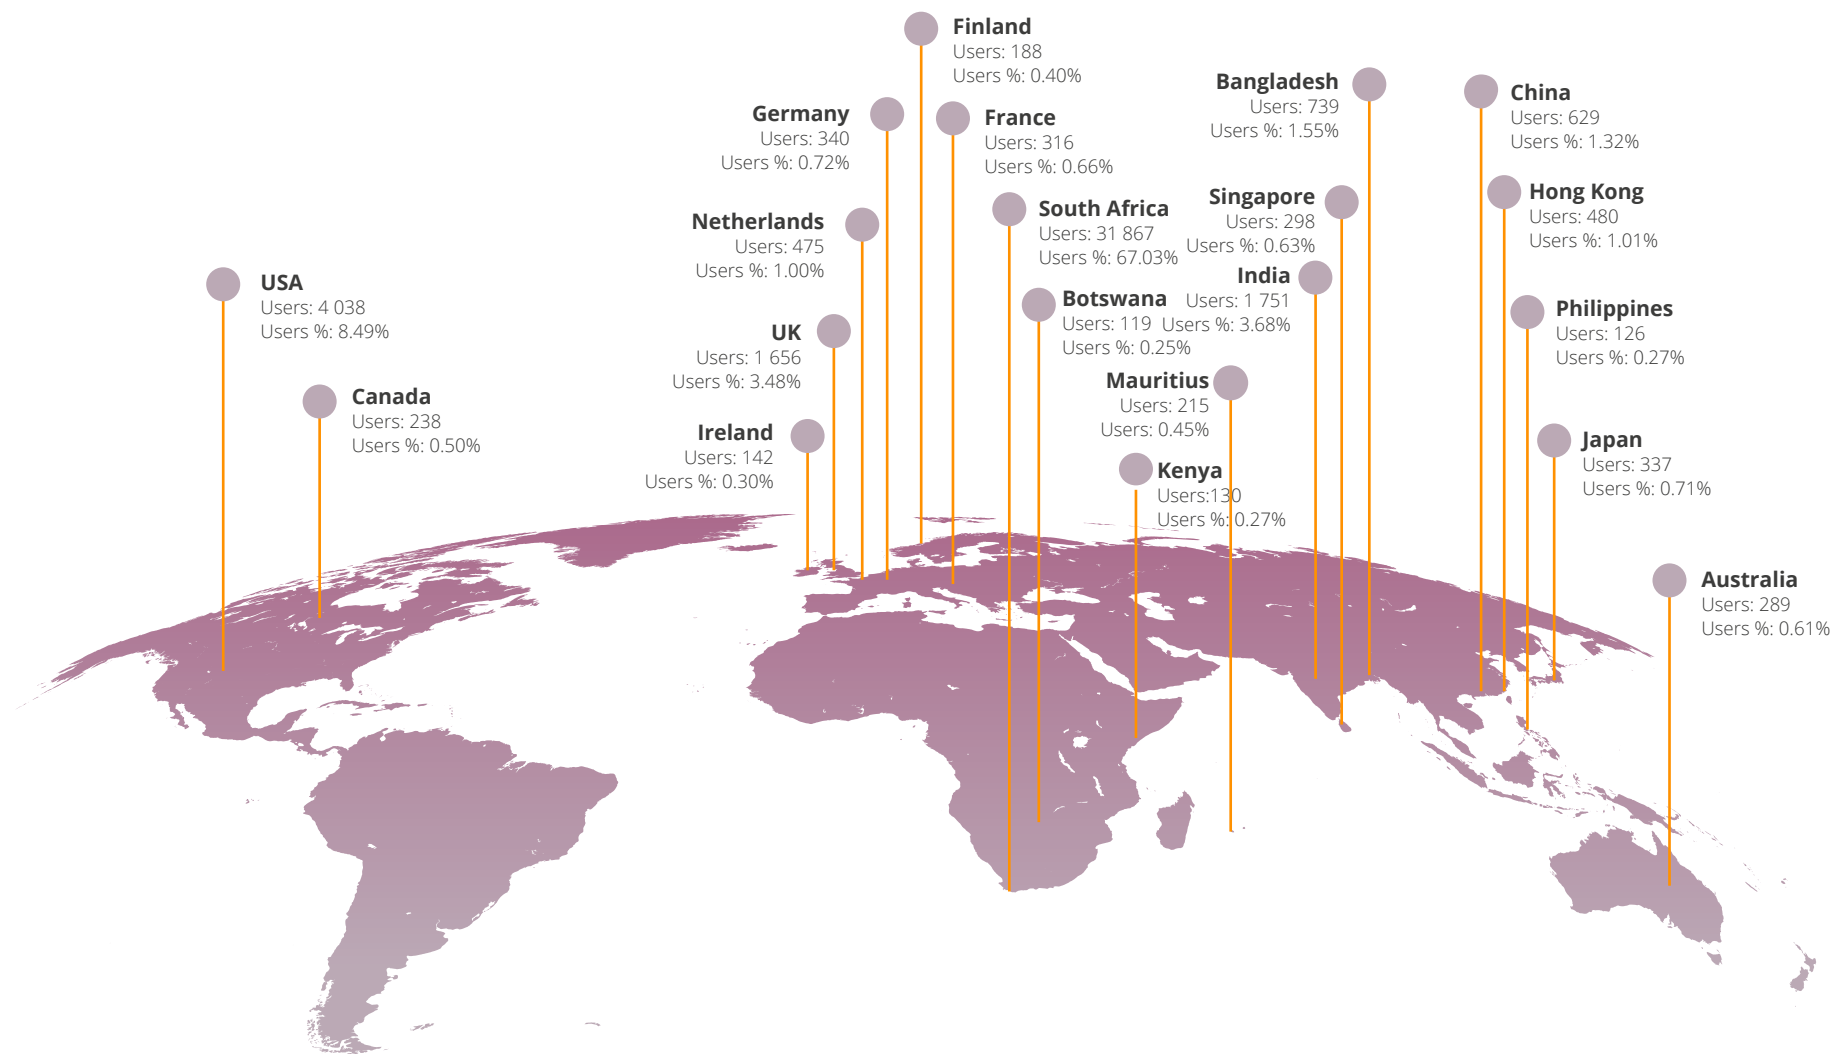 Finland
Users: 188
Users %: 0.40%
Germany
Users: 340
Users %: 0.72%
France
Users: 316
Users %: 0.66%
Bangladesh
Users: 739
Users %: 1.55%
China
Users: 629
Users %: 1.32%
Netherlands
Users: 475
Users %: 1.00%
South Africa
Users: 31 867
Users %: 67.03%
Singapore
Users: 298
Users %: 0.63%
Hong Kong
Users: 480
Users %: 1.01%
USA
Users: 4 038
Users %: 8.49%
UK
Users: 1 656
Users %: 3.48%
Botswana
Users: 119
Users %: 0.25%
India
Users: 1 751
Users %: 3.68%
Philippines
Users: 126
Users %: 0.27%
Canada
Users: 238
Users %: 0.50%
Ireland
Users: 142
Users %: 0.30%
Mauritius
Users: 215
Users: 0.45%
Kenya
Users:130
Users %: 0.27%
Japan
Users: 337
Users %: 0.71%
Australia
Users: 289
Users %: 0.61%